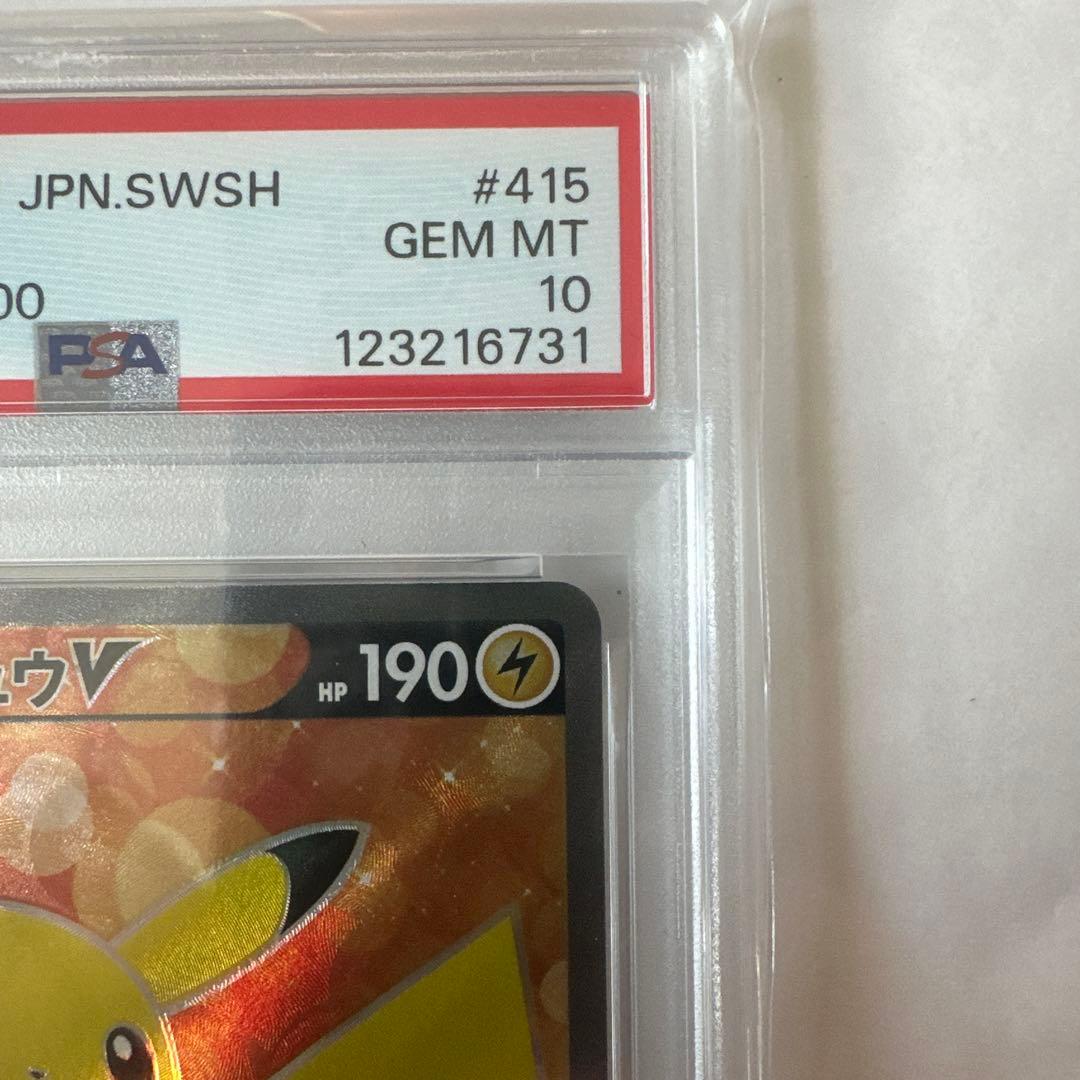 JPN.SWSH #415
GEM MT
00 10
PSA 123216731
ュウV HP 190